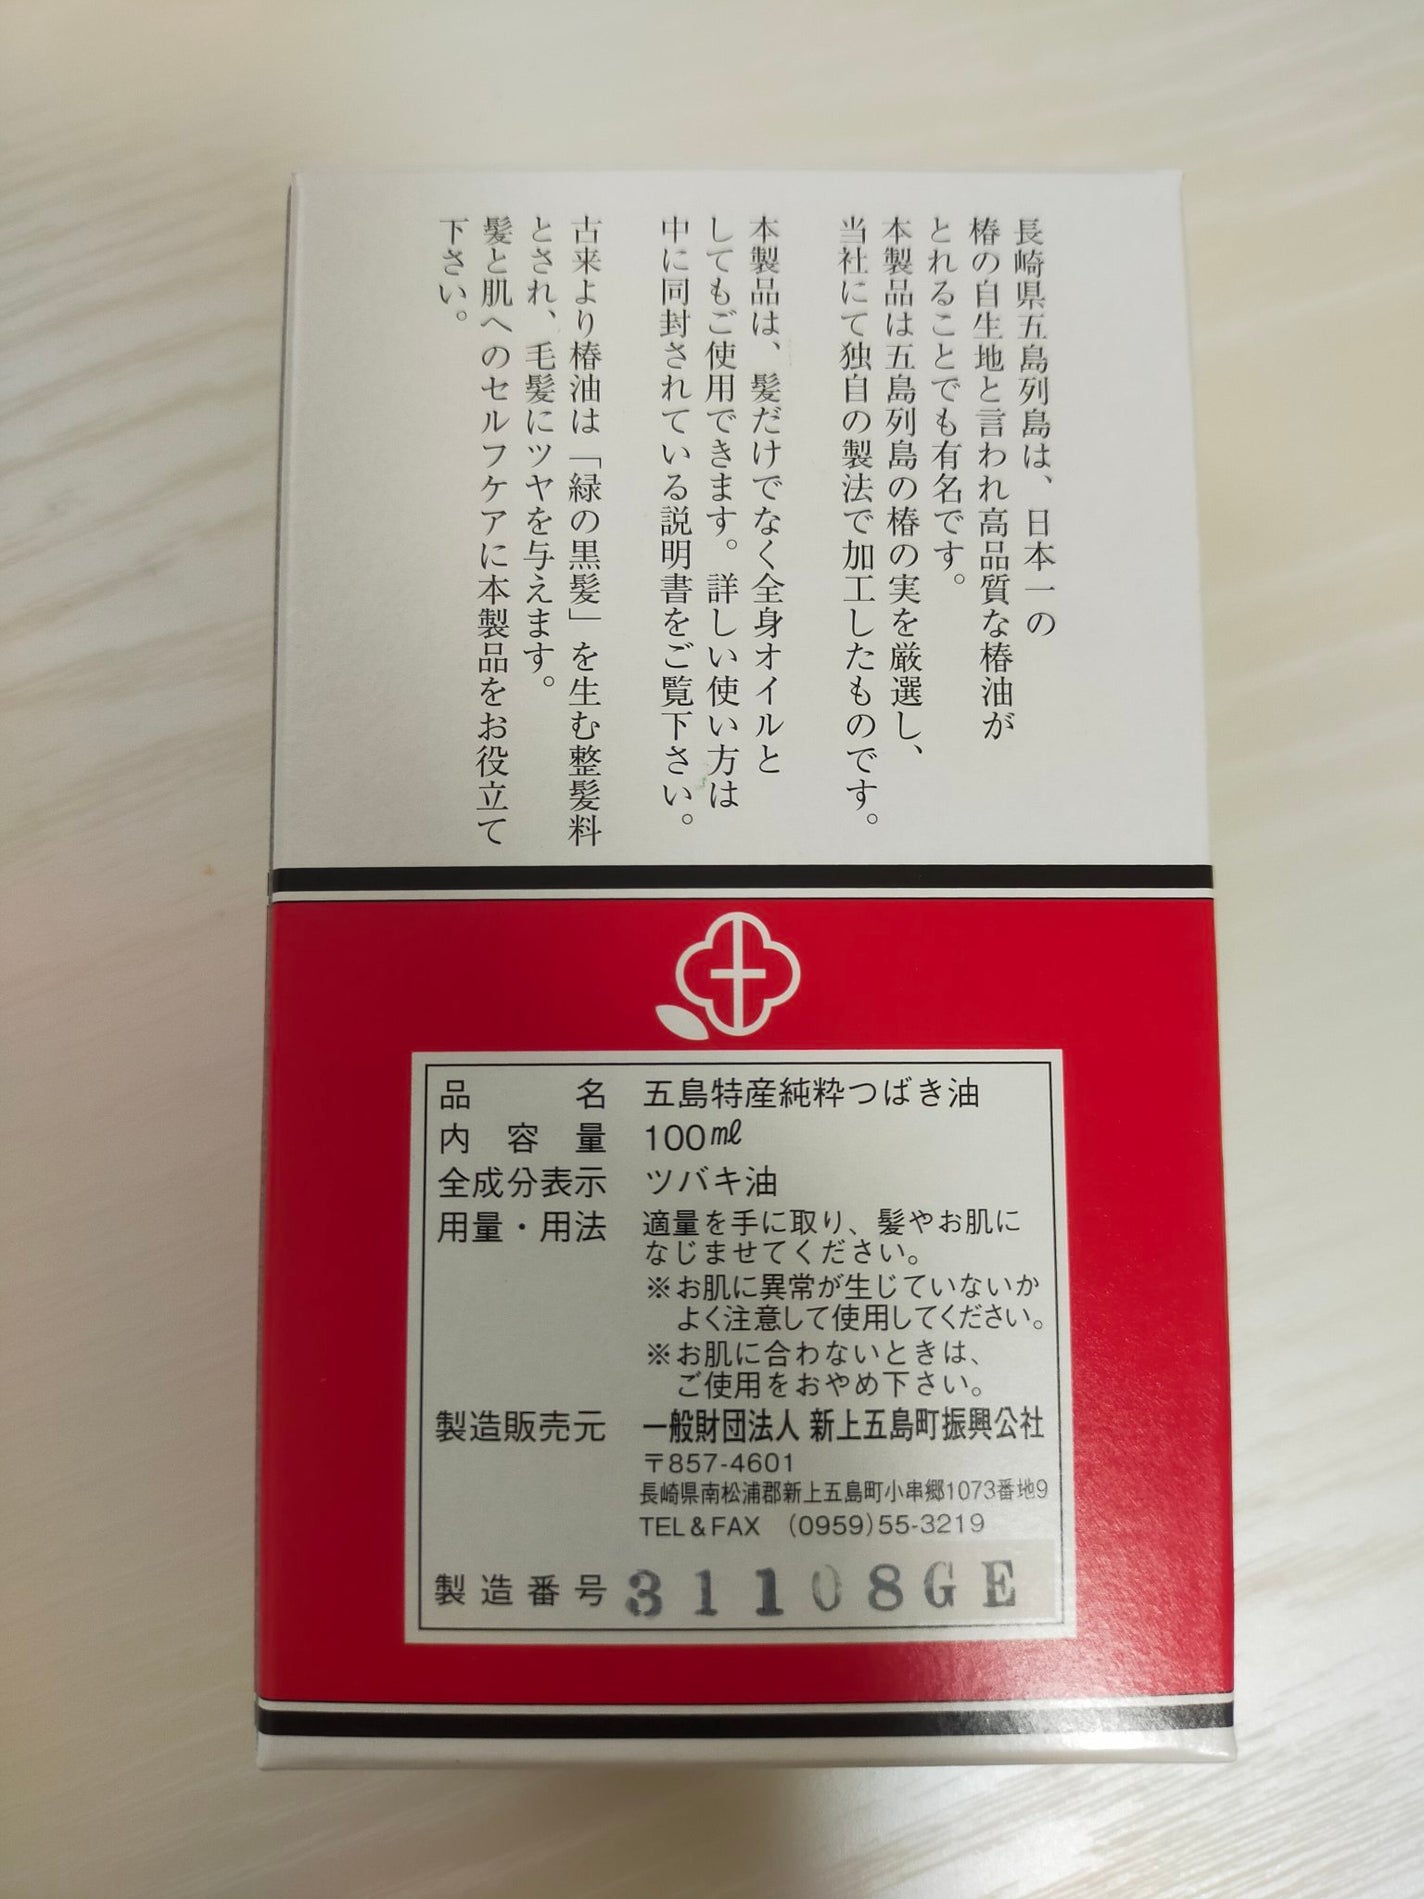 長崎県五島列島は、日本一の
椿の自生地と言われ高品質な椿油が
とれることでも有名です。
本製品は五島列島の椿の実を厳選し、
当社にて独自の製法で加工したものです。
本製品は、髪だけでなく全身オイルと
してもご使用できます。詳しい使い方は
中に同封されている説明書をご覧下さい。
古来より椿油は「緑の黒髪」を生む整髪料
とされ、毛髪にツヤを与えます。
髪と肌へのセルフケアに本製品をお役立て
下さい。
品名 五島特産純粋つばき油
内容量 100㎖
全成分表示 ツバキ油
用量・用法 適量を手に取り、髪やお肌に
なじませてください。
※お肌に異常が生じていないか
よく注意して使用してください。
※お肌に合わないときは、
ご使用をおやめ下さい。
製造販売元 一般財団法人 新上五島町振興公社
〒857-4601
長崎県南松浦郡新上五島町小串郷1073番地9
TEL&FAX (0959)55-3219
製造番号 31108GE